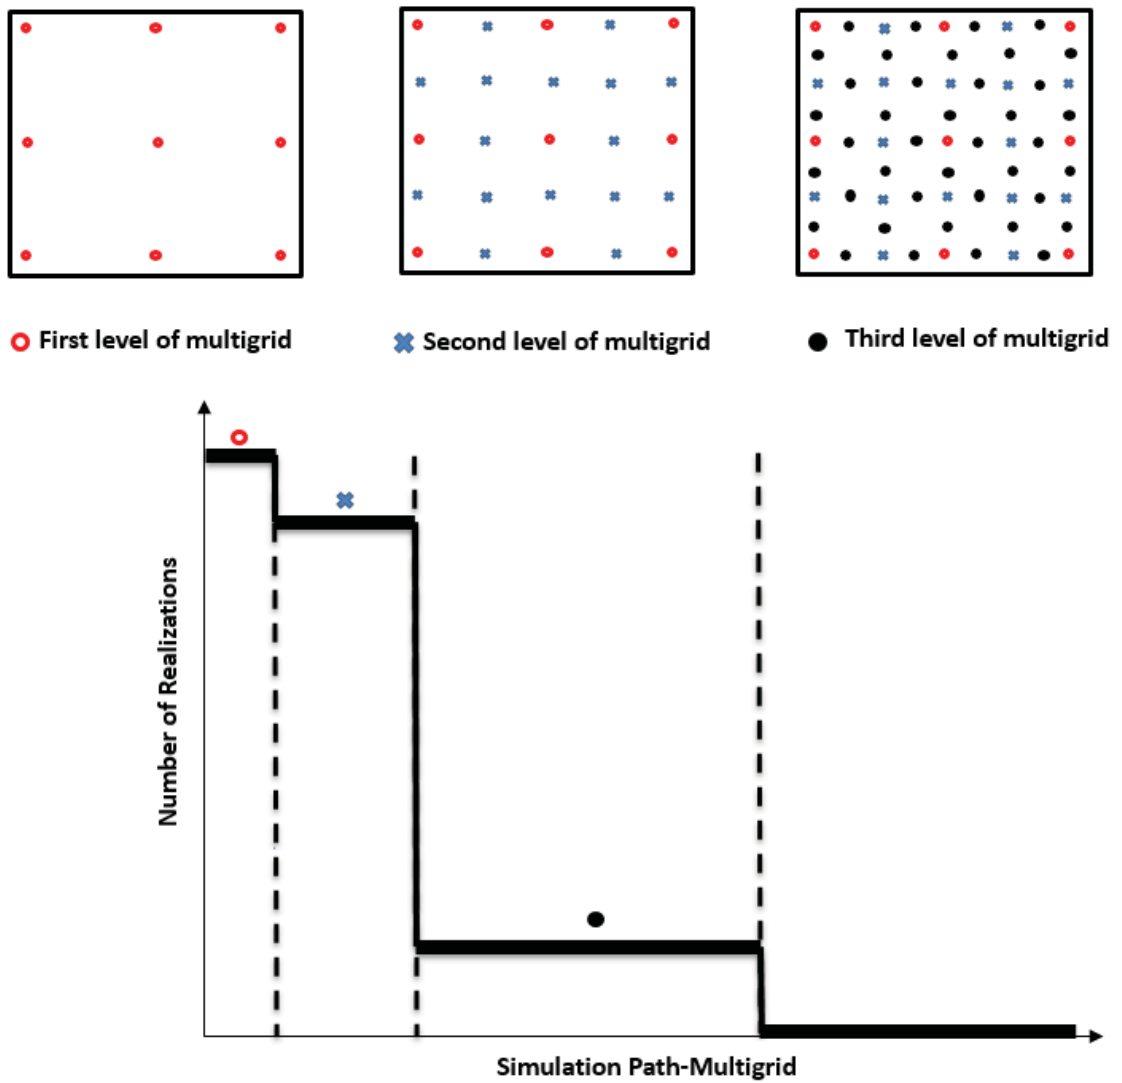 First level of multigrid
Second level of multigrid
Third level of multigrid
Number of Realizations
Simulation Path-Multigrid